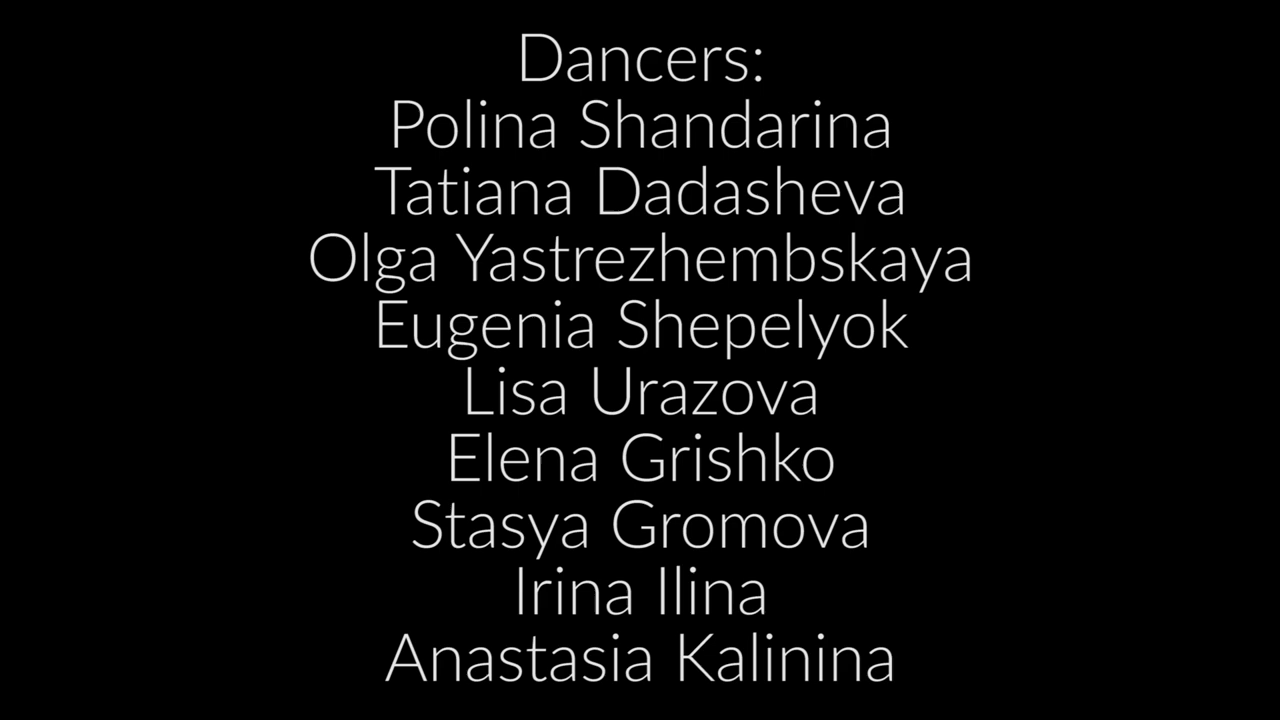 Dancers:
Polina Shandarina
Tatiana Dadasheva
Olga Yastrezhembskaya
Eugenia Shepelyok
Lisa Urazova
Elena Grishko
Stasya Gromova
Irina Ilina
Anastasia Kalinina